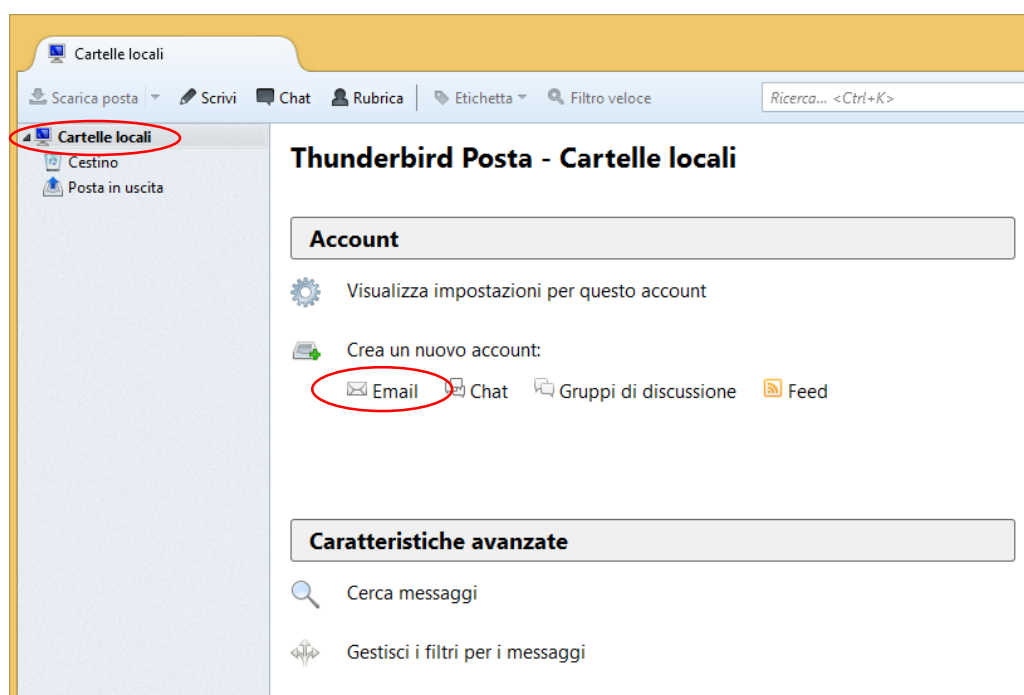 Cartelle locali
Scarica posta Scrivi Chat Rubrica Etichetta Filtro veloce Ricerca... <Ctrl+K>
Cartelle locali
Cestino
Posta in uscita
Thunderbird Posta - Cartelle locali
Account
Visualizza impostazioni per questo account
Crea un nuovo account:
Email Chat Gruppi di discussione Feed
Caratteristiche avanzate
Cerca messaggi
Gestisci i filtri per i messaggi